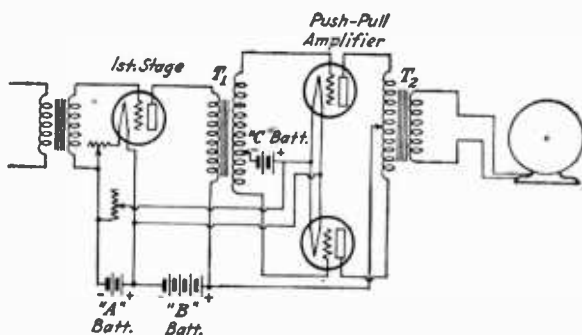 Push-Pull
Amplifier
1st. Stage
T1
T2
"C" Batt.
- +
- +
- +
"A"
Batt.
"B"
Batt.